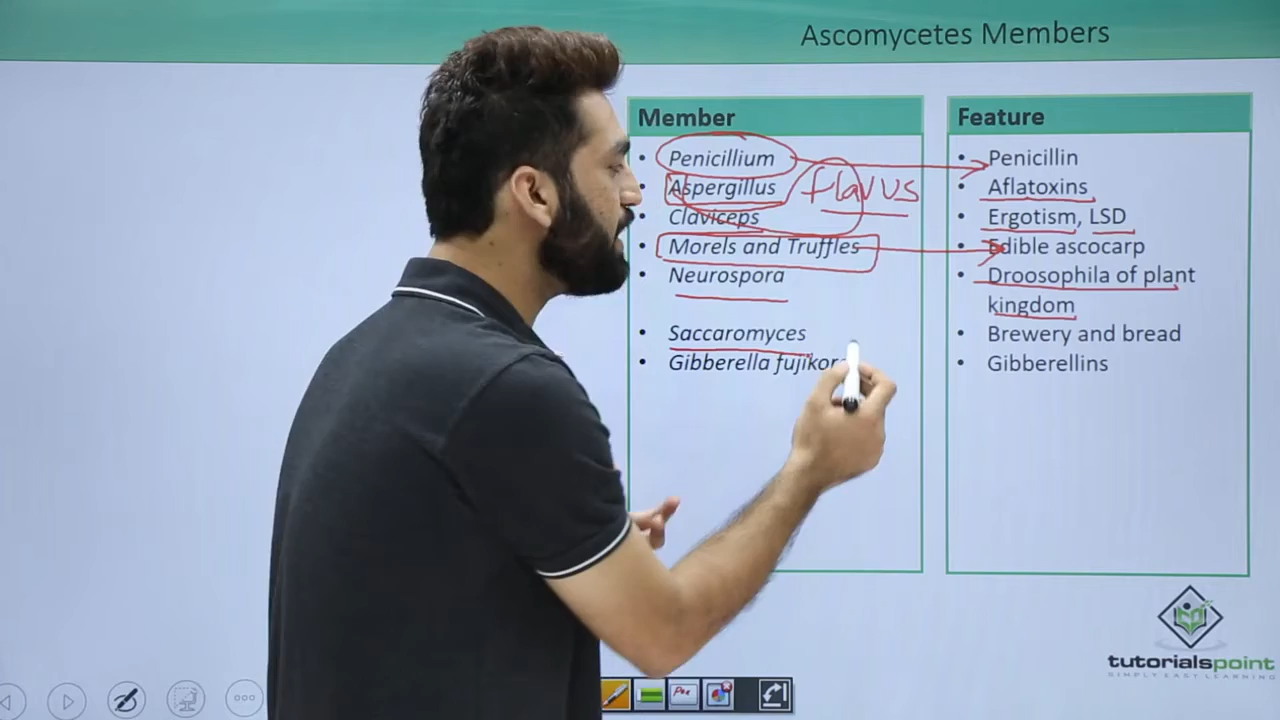 Ascomycetes Members
Member
• Penicillium
• Aspergillus flavus
• Claviceps
• Morels and Truffles
• Neurospora
• Saccaromyces
• Gibberella
Feature
• Penicillin
• Aflatoxins
• Ergotism, LSD
• Edible ascocarp
• Droosophila of plant
kingdom
• Brewery and bread
• Gibberellins
tutorialspoint
SIMPLY EASY LEARNING
Pen